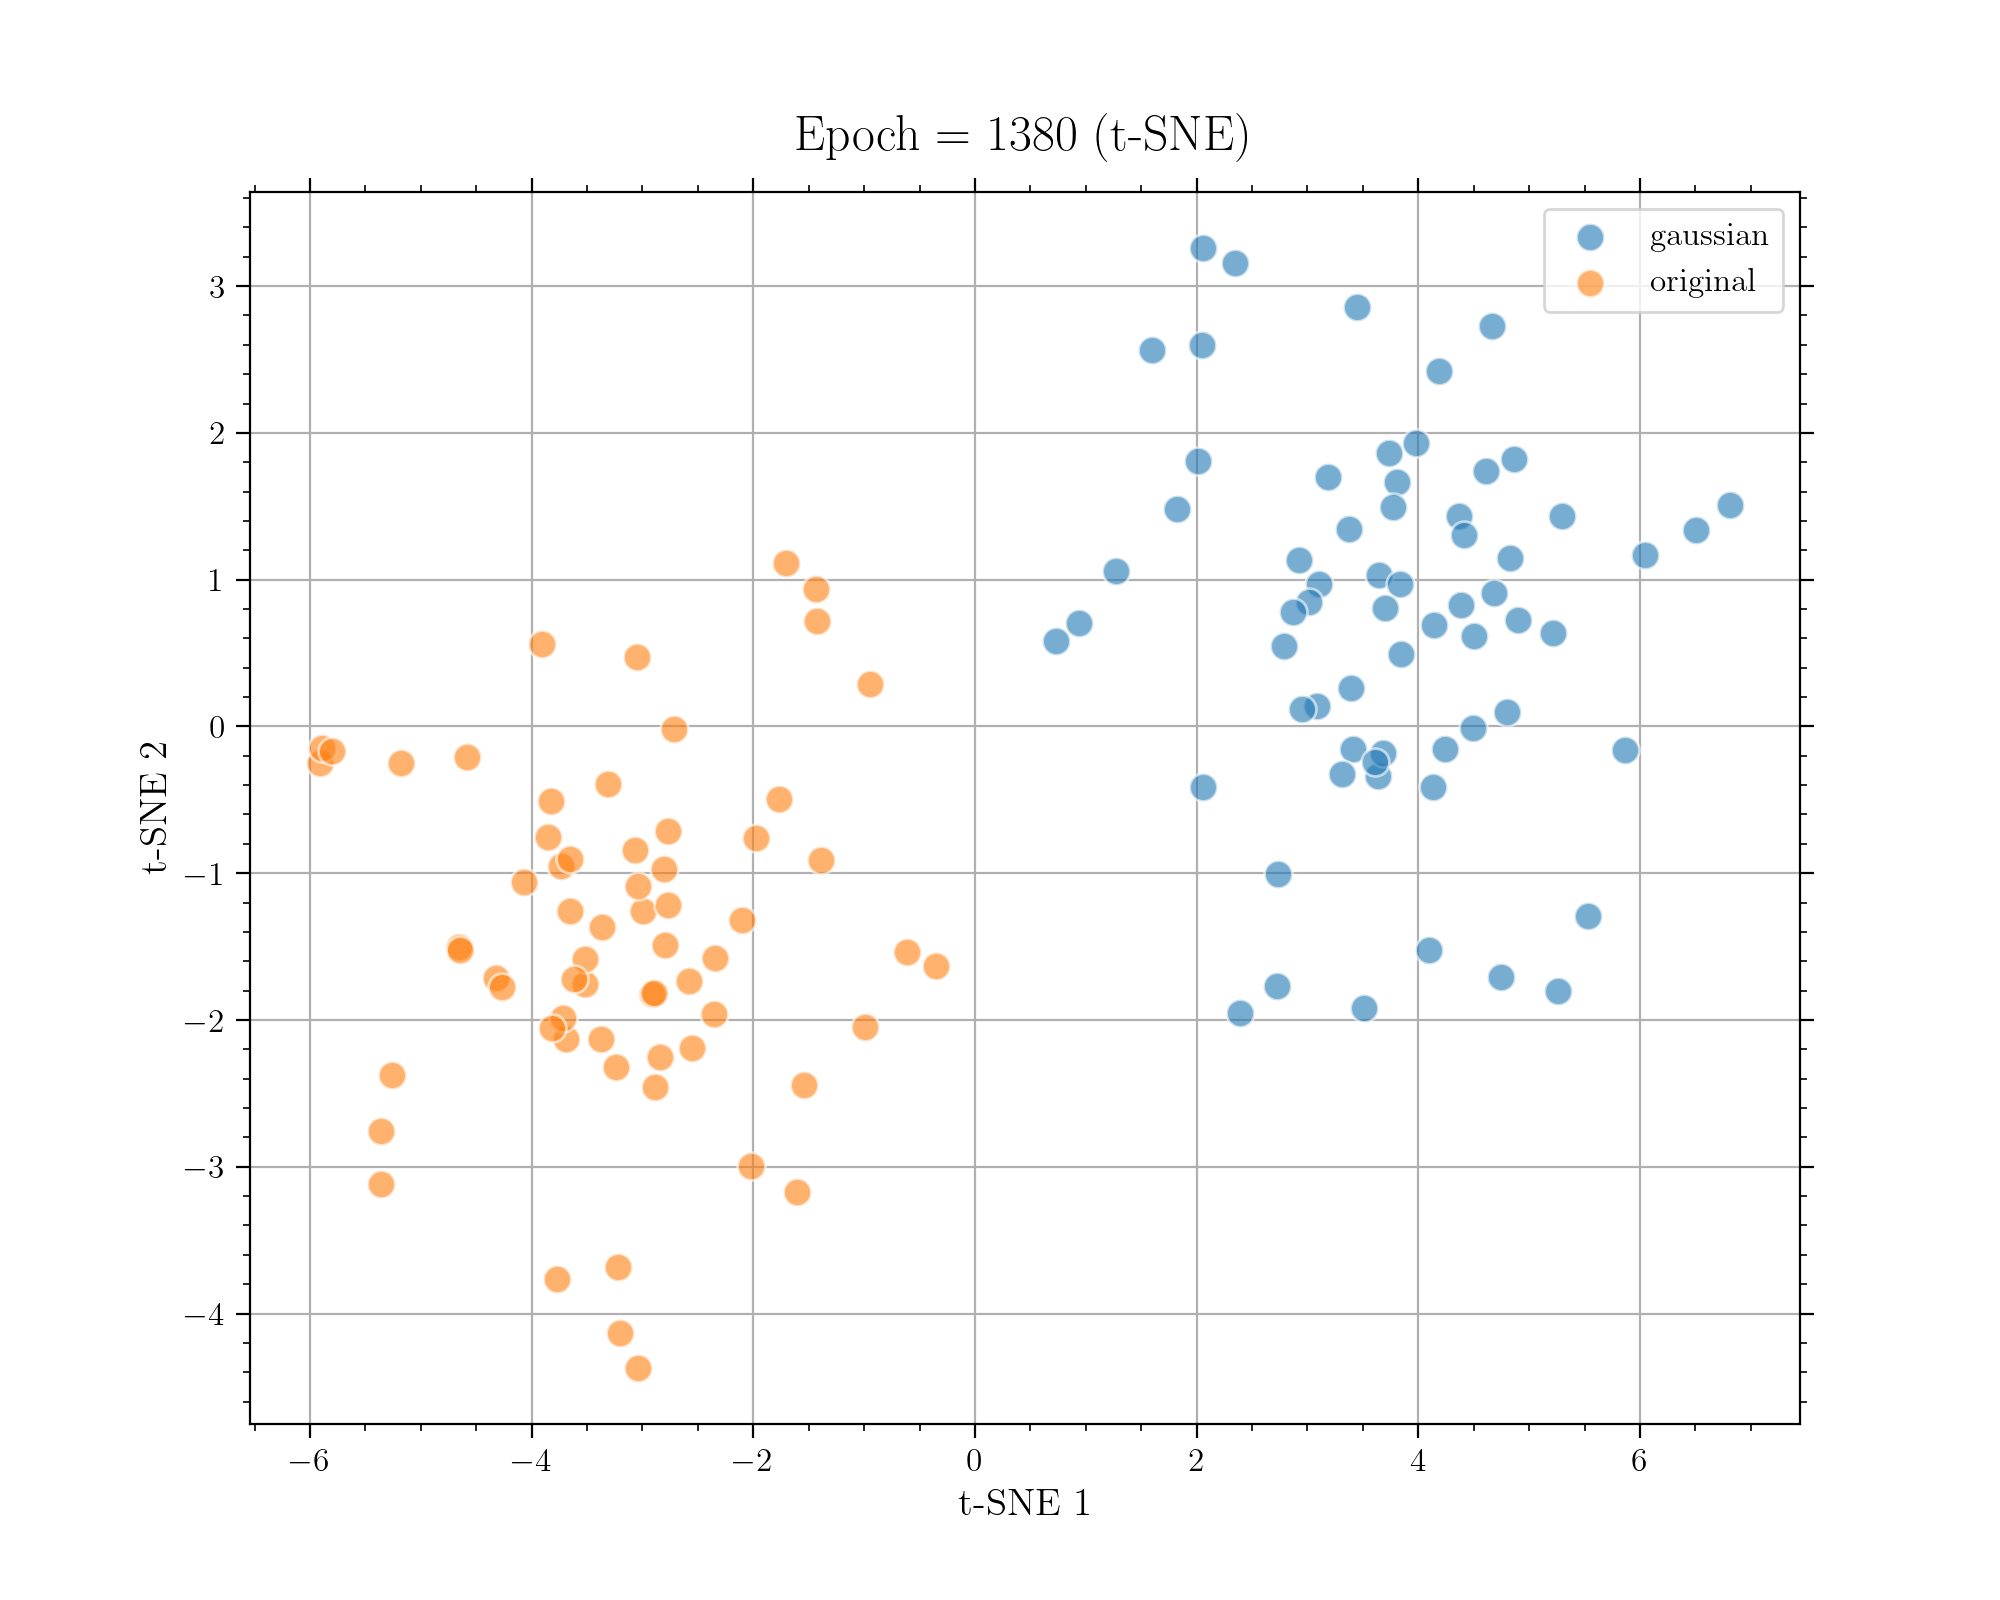 Epoch = 1380 (t-SNE)
gaussian
original
3
2
1
0
−1
−2
−3
−4
t-SNE 2
−6 −4 −2 0 2 4 6
t-SNE 1